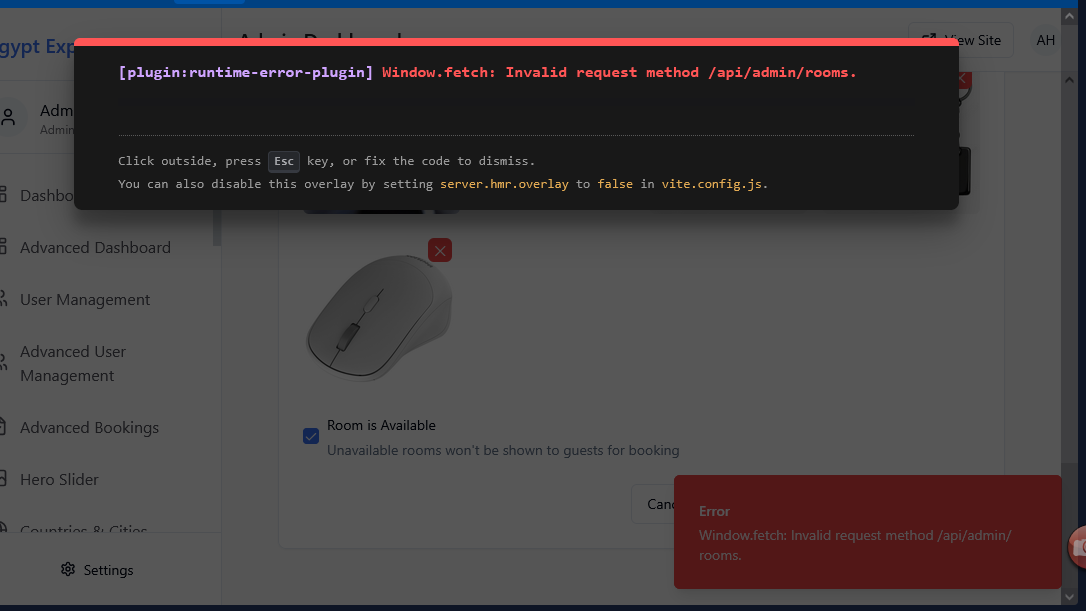 gypt Exp
View Site
AH
[plugin:runtime-error-plugin] Window.fetch: Invalid request method /api/admin/rooms.
Click outside, press Esc key, or fix the code to dismiss.
You can also disable this overlay by setting server.hmr.overlay to false in vite.config.js.
Adm
Admin
Dashbo
Advanced Dashboard
User Management
Advanced User
Management
Advanced Bookings
Hero Slider
Countries & Cities
Settings
Room is Available
Unavailable rooms won't be shown to guests for booking
Canc
Error
Window.fetch: Invalid request method /api/admin/
rooms.